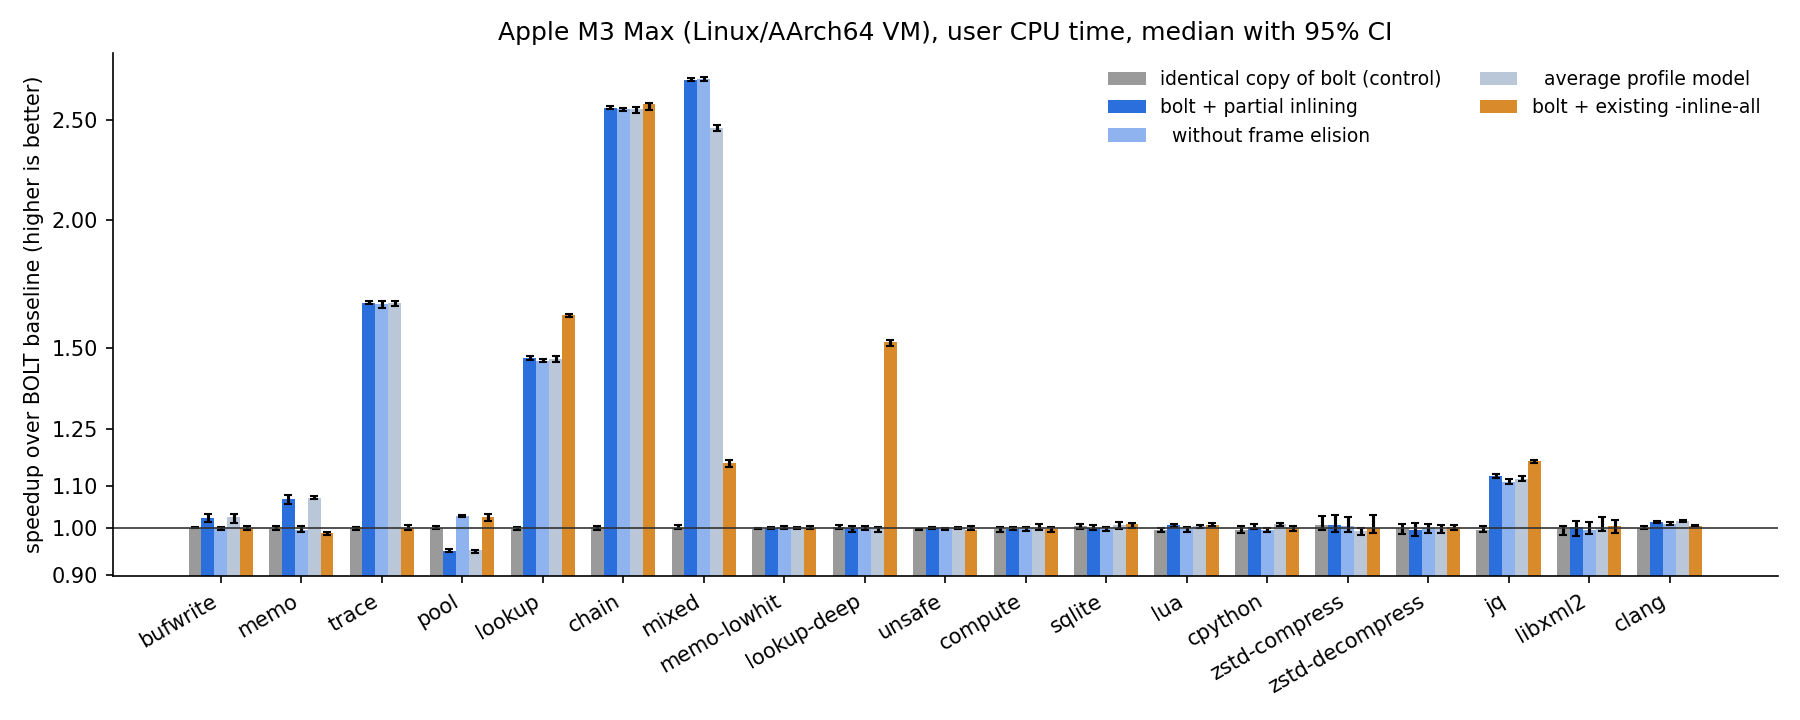 Apple M3 Max (Linux/AArch64 VM), user CPU time, median with 95% CI
speedup over BOLT baseline (higher is better)
identical copy of bolt (control)
bolt + partial inlining
without frame elision
average profile model
bolt + existing -inline-all
2.50
2.00
1.50
1.25
1.10
1.00
0.90
bufwrite
memo
trace
pool
lookup
chain
mixed
memo-lowhit
lookup-deep
unsafe
compute
sqlite
lua
cpython
zstd-compress
zstd-decompress
jq
libxml2
clang